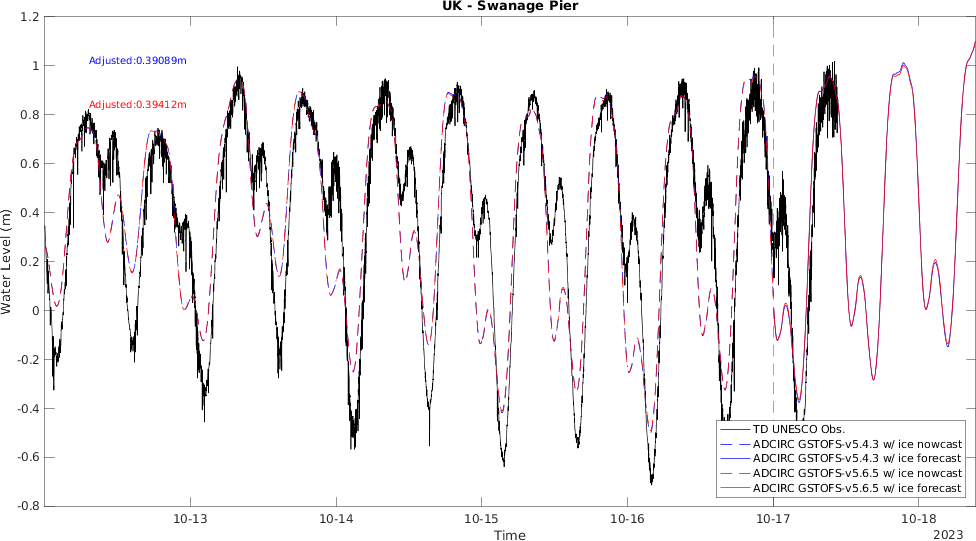 UK - Swanage Pier
1.2
1
0.8
0.6
0.4
0.2
0
-0.2
-0.4
-0.6
-0.8
Water Level (m)
Adjusted:0.39089m
Adjusted:0.39412m
TD UNESCO Obs.
ADCIRC GSTOFS-v5.4.3 w/ ice nowcast
ADCIRC GSTOFS-v5.4.3 w/ ice forecast
ADCIRC GSTOFS-v5.6.5 w/ ice nowcast
ADCIRC GSTOFS-v5.6.5 w/ ice forecast
10-13 10-14 10-15 10-16 10-17 10-18
Time
2023